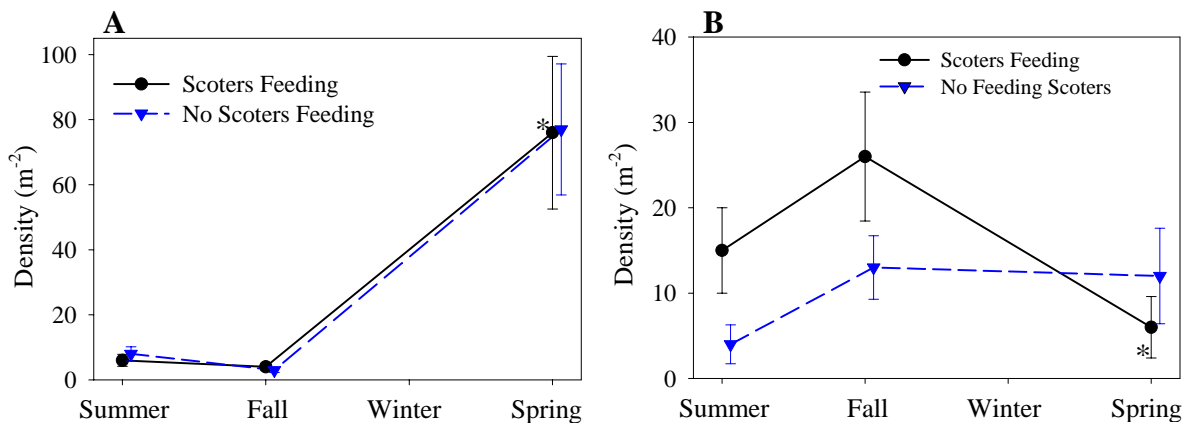 A
Density (m⁻²)
100
80
60
40
20
0
Scoters Feeding
No Scoters Feeding
*
Summer Fall Winter Spring
B
Density (m⁻²)
40
30
20
10
0
Scoters Feeding
No Feeding Scoters
*
Summer Fall Winter Spring